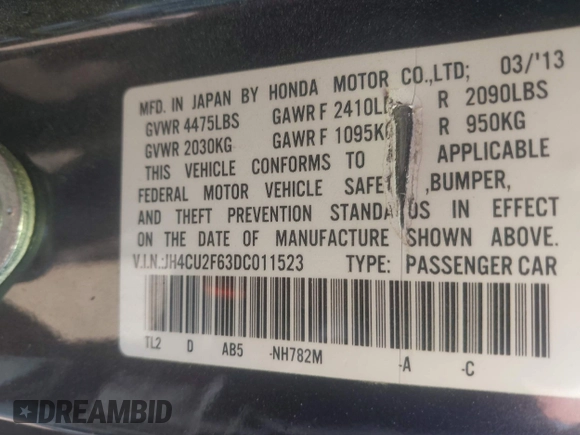 MFD. IN JAPAN BY HONDA MOTOR CO.,LTD; 03/'13
GVWR 4475LBS GAWR F 2410LB R 2090LBS
GVWR 2030KG GAWR F 1095KG R 950KG
THIS VEHICLE CONFORMS TO APPLICABLE
FEDERAL MOTOR VEHICLE SAFE ,BUMPER,
AND THEFT PREVENTION STANDA DS IN EFFECT
ON THE DATE OF MANUFACTURE SHOWN ABOVE.
V.I.N.:JH4CU2F63DC011523 TYPE: PASSENGER CAR
TL2 D AB5 -NH782M -A -C
DREAMBID